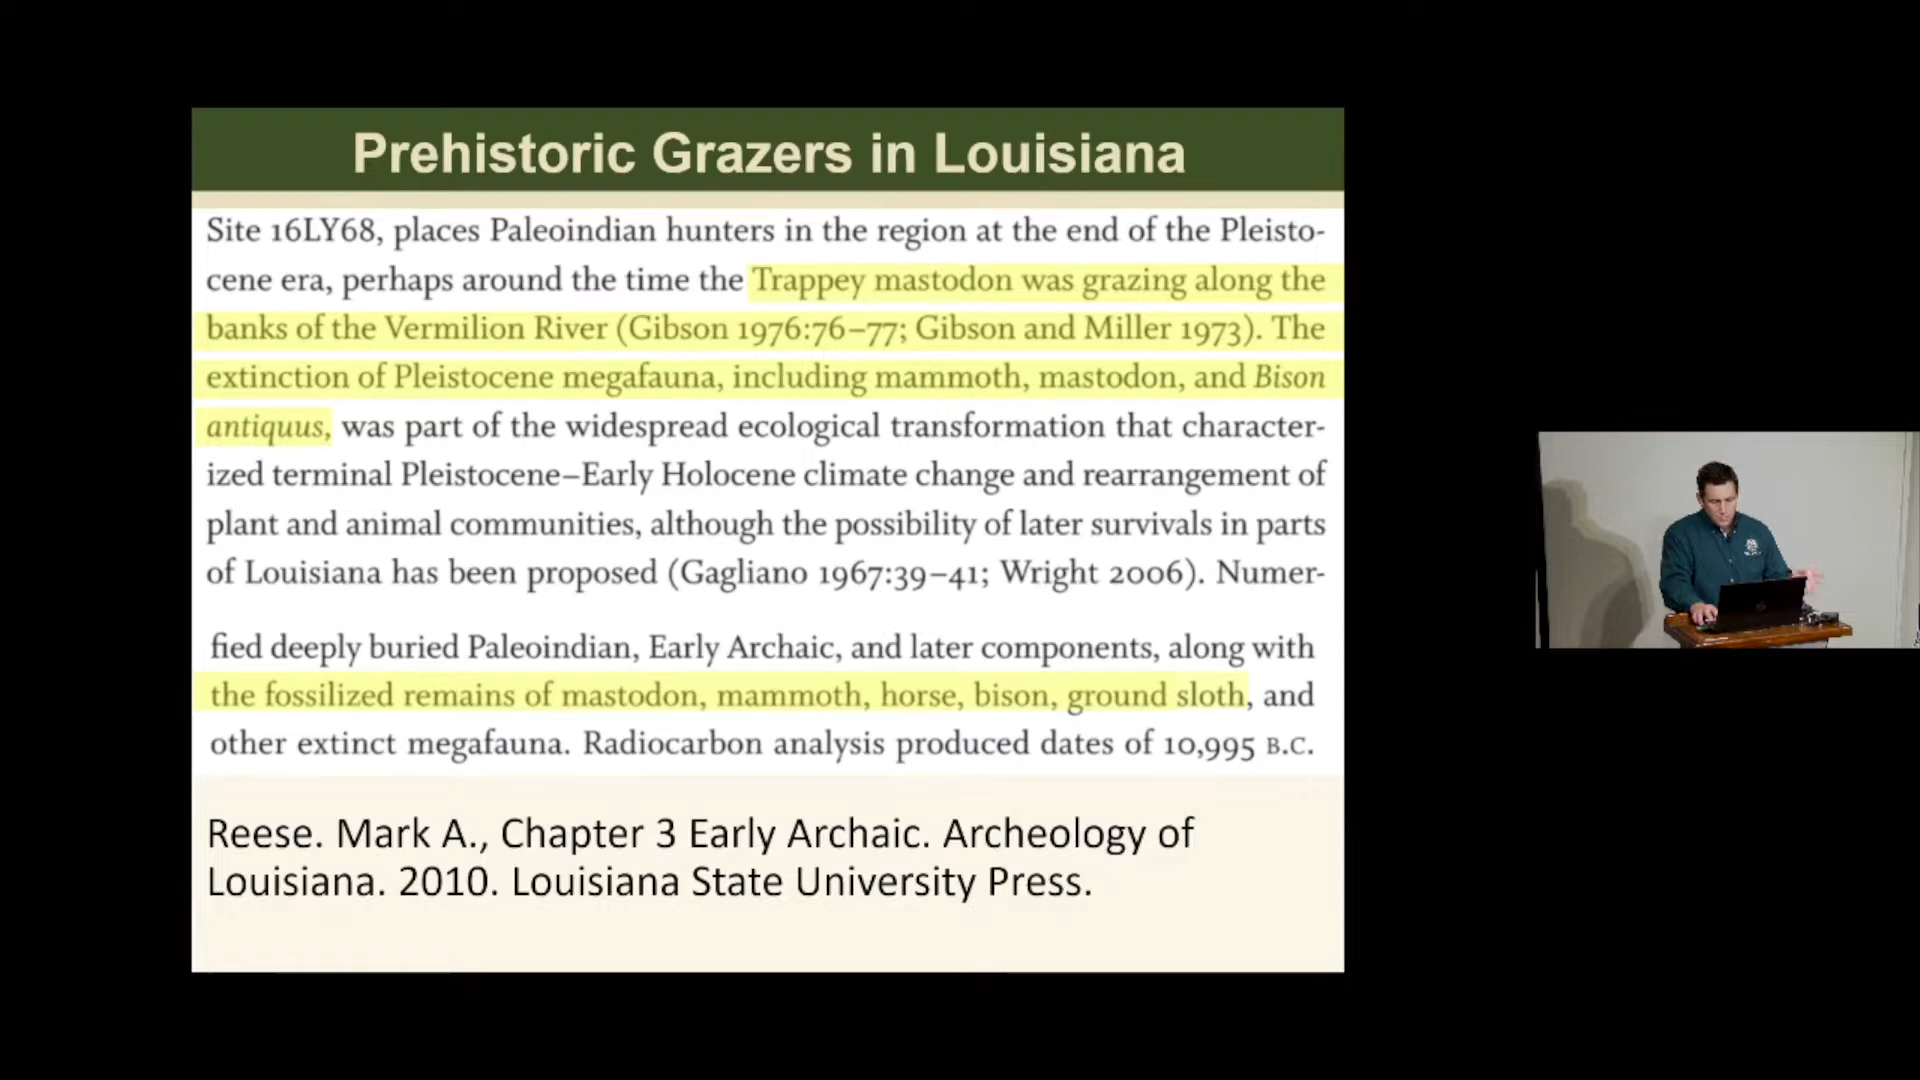 Prehistoric Grazers in Louisiana
Site 16LY68, places Paleoindian hunters in the region at the end of the Pleisto-
cene era, perhaps around the time the Trappey mastodon was grazing along the
banks of the Vermilion River (Gibson 1976:76–77; Gibson and Miller 1973). The
extinction of Pleistocene megafauna, including mammoth, mastodon, and Bison
antiquus, was part of the widespread ecological transformation that character-
ized terminal Pleistocene–Early Holocene climate change and rearrangement of
plant and animal communities, although the possibility of later survivals in parts
of Louisiana has been proposed (Gagliano 1967:39–41; Wright 2006). Numer-
fied deeply buried Paleoindian, Early Archaic, and later components, along with
the fossilized remains of mastodon, mammoth, horse, bison, ground sloth, and
other extinct megafauna. Radiocarbon analysis produced dates of 10,995 B.C.
Reese. Mark A., Chapter 3 Early Archaic. Archeology of
Louisiana. 2010. Louisiana State University Press.